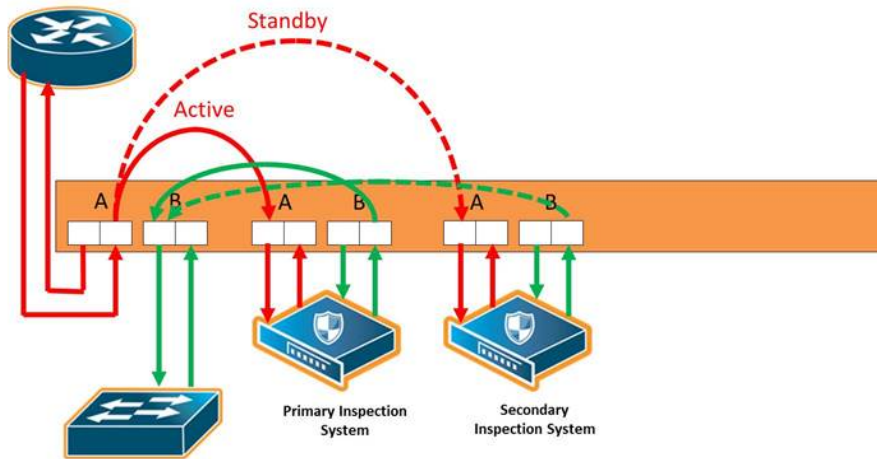 Standby
Active
A
B
A
B
A
B
Primary Inspection
System
Secondary
Inspection System